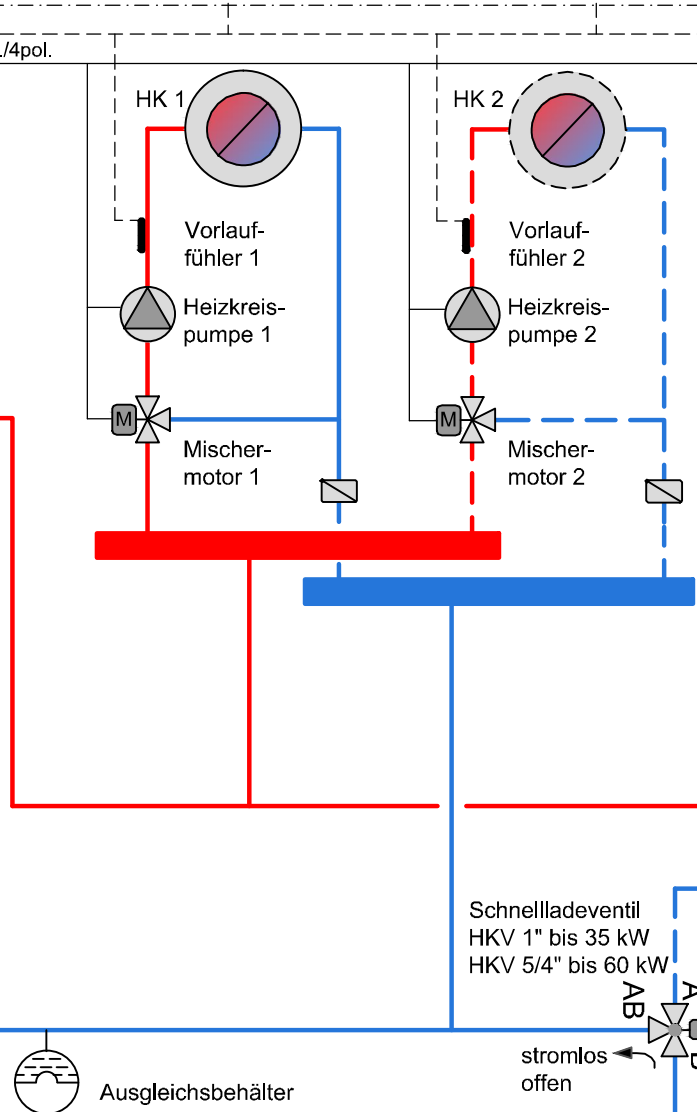 ./4pol.
HK 1
HK 2
Vorlauf-
fühler 1
Vorlauf-
fühler 2
Heizkreis-
pumpe 1
Heizkreis-
pumpe 2
M
M
Mischer-
motor 1
Mischer-
motor 2
Schnellladeventil
HKV 1" bis 35 kW
HKV 5/4" bis 60 kW
AB
A
stromlos
offen
Ausgleichsbehälter